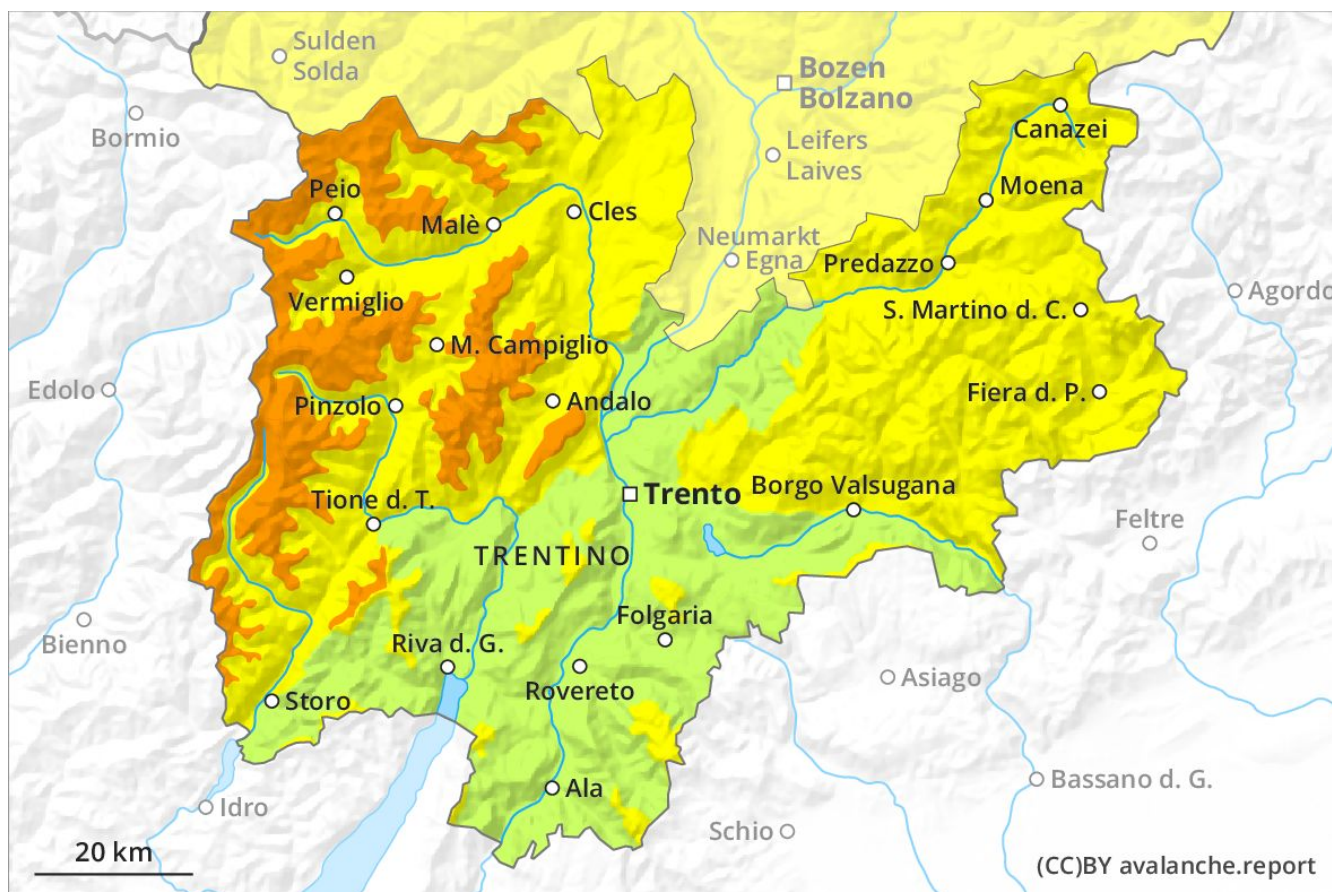 Sulden
Solda
Bozen
Bolzano
Bormio
Canazei
Leifers
Laives
Peio
Moena
Malè
Cles
Neumarkt
Egna
Predazzo
Vermiglio
Agordo
S. Martino d. C.
M. Campiglio
Edolo
Fiera d. P.
Pinzolo
Andalo
Trento
Borgo Valsugana
Tione d. T.
Feltre
TRENTINO
Bienno
Folgaria
Riva d. G.
Asiago
Rovereto
Storo
Bassano d. G.
Ala
Idro
Schio
20 km
(CC)BY avalanche.report